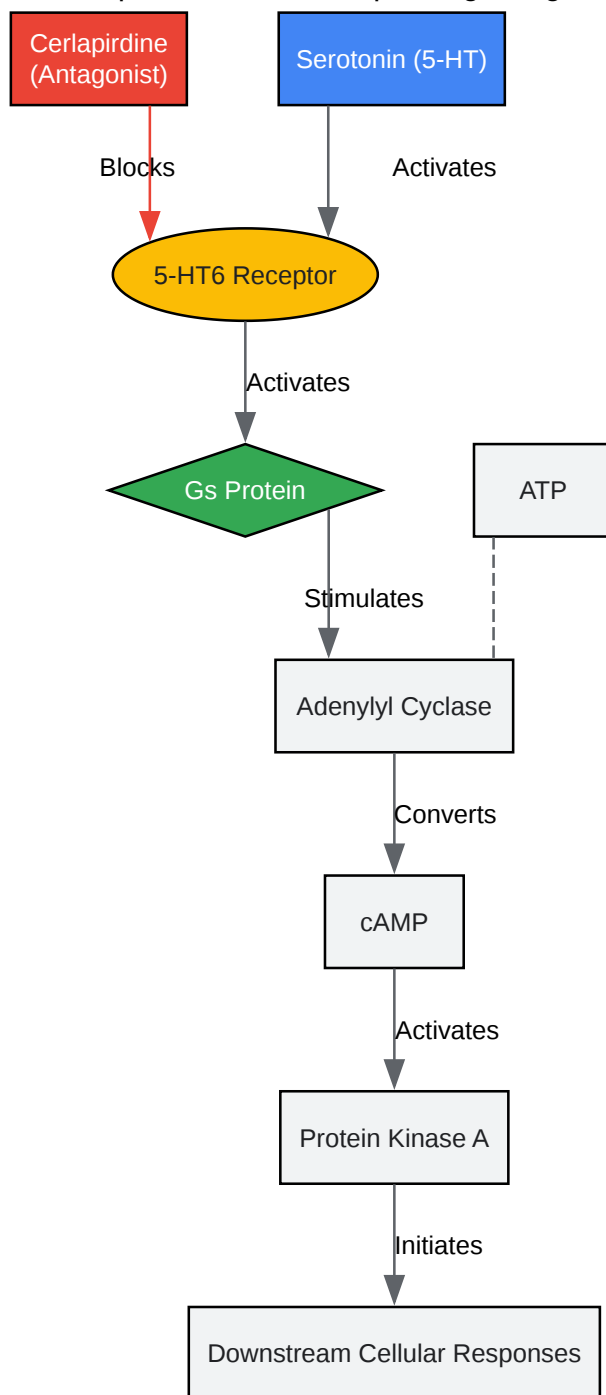 Cerlapirdine
(Antagonist)
Serotonin (5-HT)
Blocks
Activates
5-HT6 Receptor
Activates
Gs Protein
ATP
Stimulates
Adenylyl Cyclase
Converts
cAMP
Activates
Protein Kinase A
Initiates
Downstream Cellular Responses